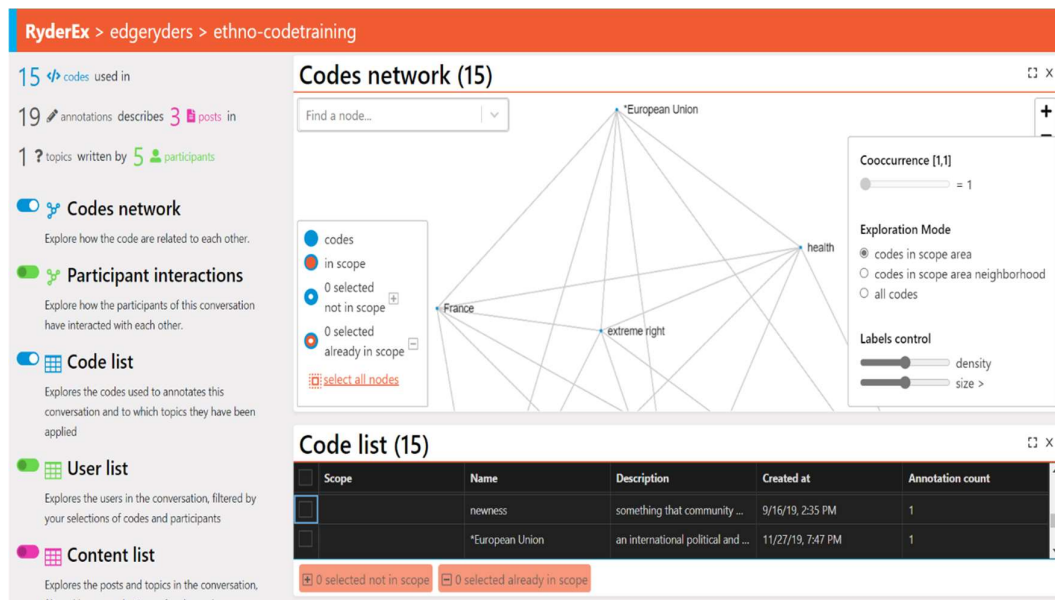 RyderEx > edgeryders > ethno-codetraining
15 </> codes used in
19 annotations describes 3 posts in
1 ? topics written by 5 participants
Codes network
Explore how the code are related to each other.
Participant interactions
Explore how the participants of this conversation
have interacted with each other.
Code list
Explores the codes used to annotates this
conversation and to which topics they have been
applied
User list
Explores the users in the conversation, filtered by
your selections of codes and participants
Content list
Explores the posts and topics in the conversation,
Codes network (15)
Find a node...
*European Union
health
France
extreme right
codes
in scope
0 selected
not in scope
0 selected
already in scope
select all nodes
Cooccurrence [1,1]
= 1
Exploration Mode
codes in scope area
codes in scope area neighborhood
all codes
Labels control
density
size >
Code list (15)
Scope Name Description Created at Annotation count
newness something that community ... 9/16/19, 2:35 PM 1
*European Union an international political and ... 11/27/19, 7:47 PM 1
0 selected not in scope 0 selected already in scope